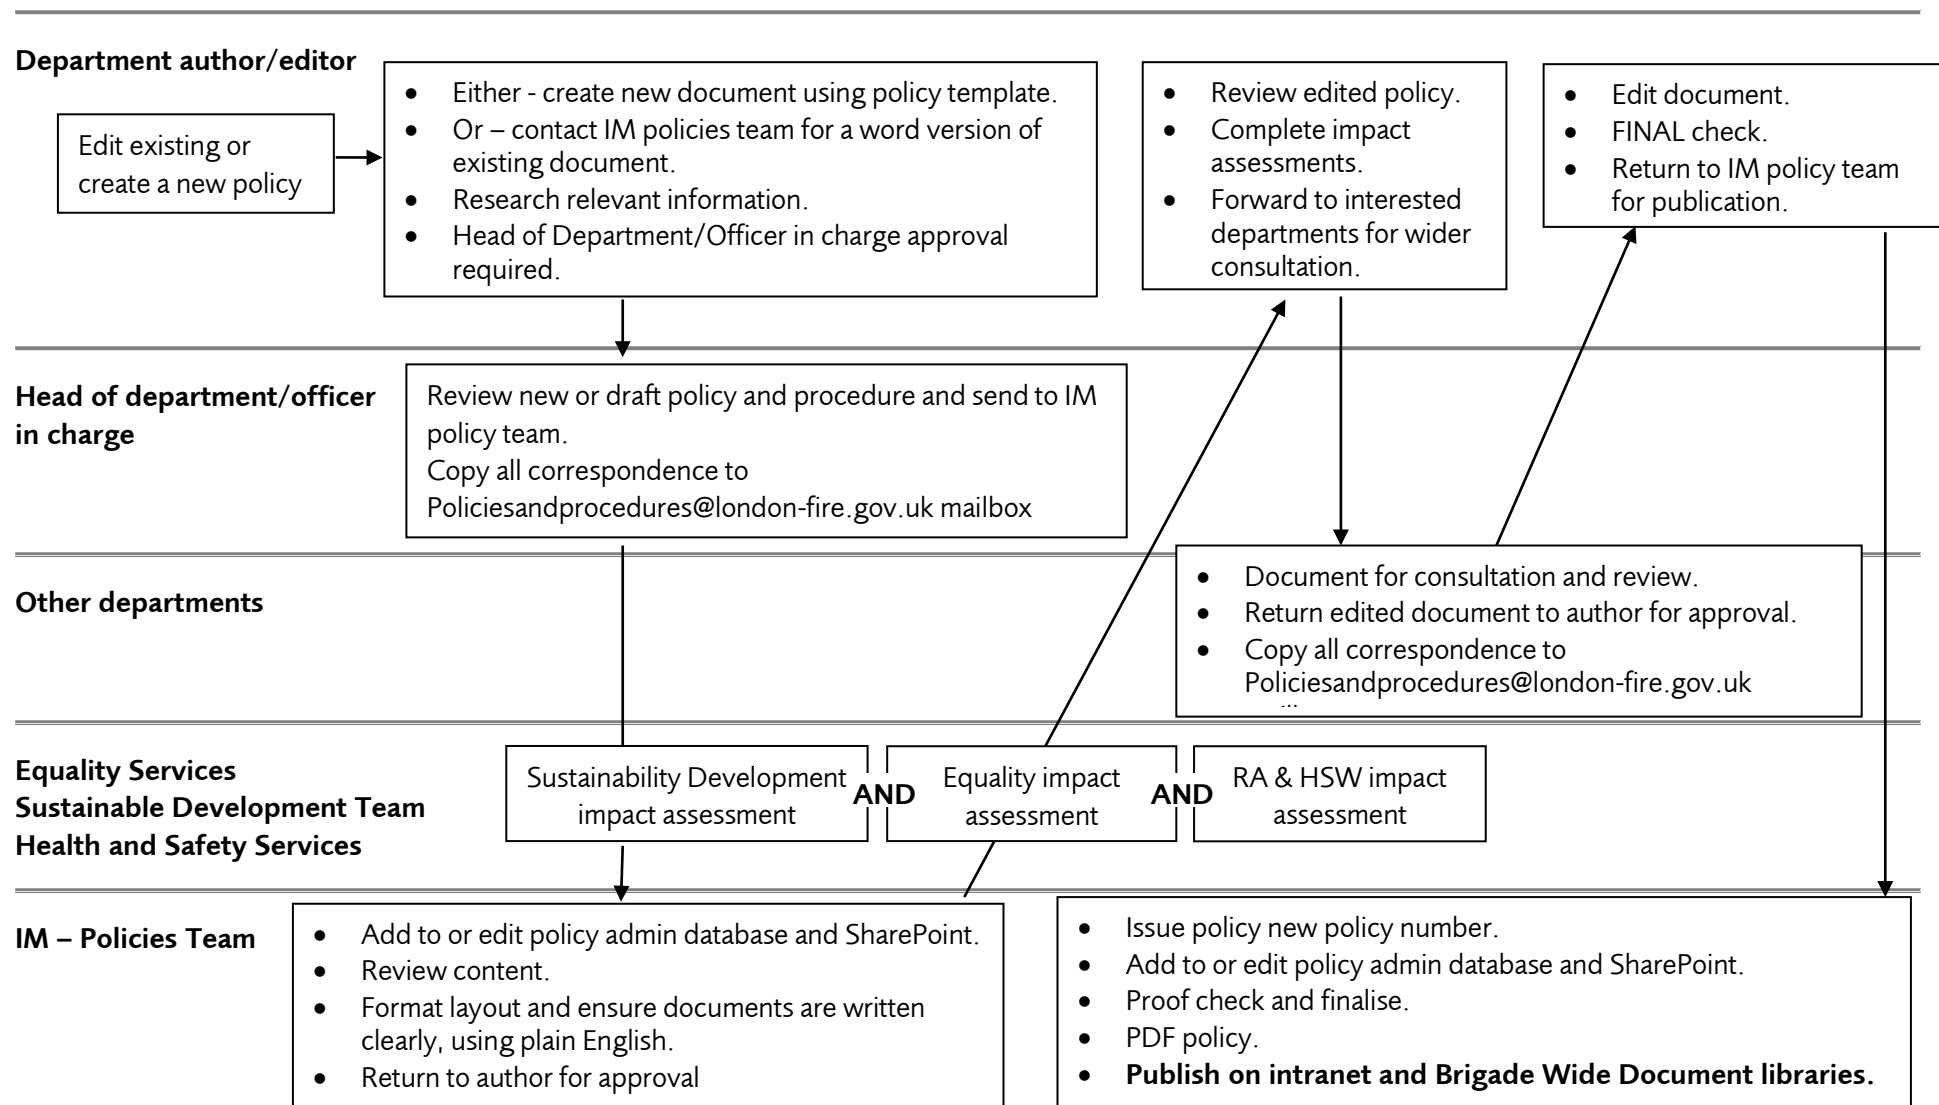 Department author/editor
Edit existing or
create a new policy
• Either - create new document using policy template.
• Or – contact IM policies team for a word version of
existing document.
• Research relevant information.
• Head of Department/Officer in charge approval
required.
• Review edited policy.
• Complete impact
assessments.
• Forward to interested
departments for wider
consultation.
• Edit document.
• FINAL check.
• Return to IM policy team
for publication.
Head of department/officer
in charge
Review new or draft policy and procedure and send to IM
policy team.
Copy all correspondence to
Policiesandprocedures@london-fire.gov.uk mailbox
Other departments
• Document for consultation and review.
• Return edited document to author for approval.
• Copy all correspondence to
Policiesandprocedures@london-fire.gov.uk
Equality Services
Sustainable Development Team
Health and Safety Services
Sustainability Development
impact assessment
AND
Equality impact
assessment
AND
RA & HSW impact
assessment
IM – Policies Team
• Add to or edit policy admin database and SharePoint.
• Review content.
• Format layout and ensure documents are written
clearly, using plain English.
• Return to author for approval
• Issue policy new policy number.
• Add to or edit policy admin database and SharePoint.
• Proof check and finalise.
• PDF policy.
• Publish on intranet and Brigade Wide Document libraries.